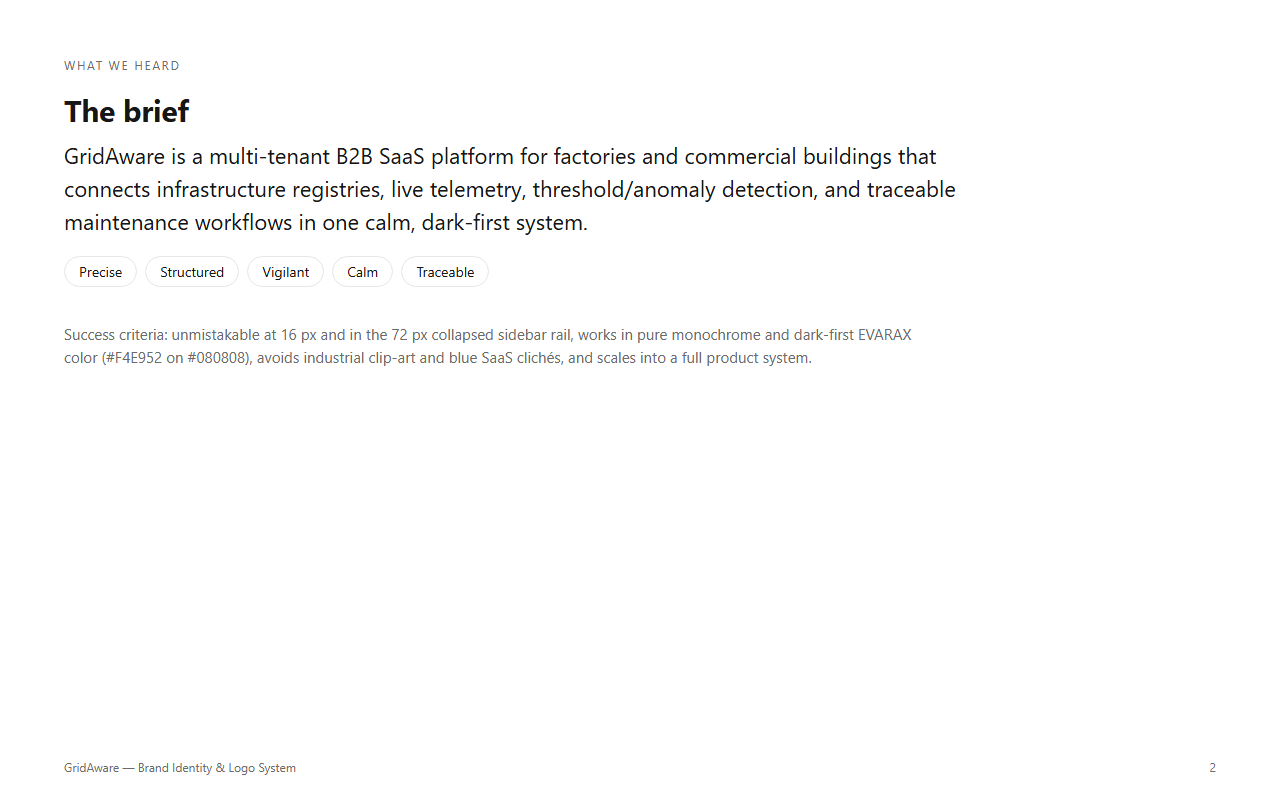 WHAT WE HEARD
The brief
GridAware is a multi-tenant B2B SaaS platform for factories and commercial buildings that
connects infrastructure registries, live telemetry, threshold/anomaly detection, and traceable
maintenance workflows in one calm, dark-first system.
Precise Structured Vigilant Calm Traceable
Success criteria: unmistakable at 16 px and in the 72 px collapsed sidebar rail, works in pure monochrome and dark-first EVARAX
color (#F4E952 on #080808), avoids industrial clip-art and blue SaaS clichés, and scales into a full product system.
GridAware — Brand Identity & Logo System 2